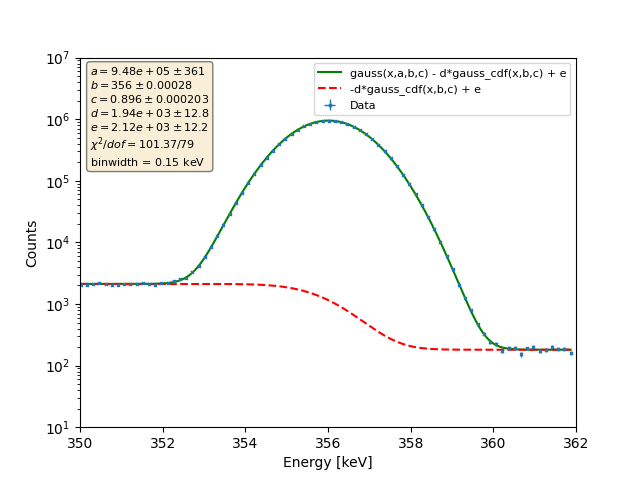 a = 9.48e + 05 ± 361
b = 356 ± 0.00028
c = 0.896 ± 0.000203
d = 1.94e + 03 ± 12.8
e = 2.12e + 03 ± 12.2
χ²/dof = 101.37/79
binwidth = 0.15 keV
gauss(x,a,b,c) - d*gauss_cdf(x,b,c) + e
-d*gauss_cdf(x,b,c) + e
Data
10⁷
10⁶
10⁵
10⁴
10³
10²
10¹
Counts
350 352 354 356 358 360 362
Energy [keV]